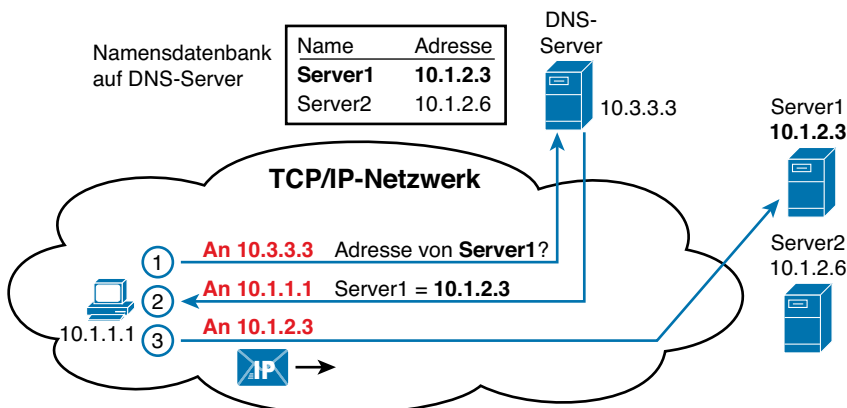 DNS-
Server
Namensdatenbank
auf DNS-Server
Name Adresse
Server1 10.1.2.3
Server2 10.1.2.6
10.3.3.3
Server1
10.1.2.3
TCP/IP-Netzwerk
1 An 10.3.3.3 Adresse von Server1?
Server2
10.1.2.6
2 An 10.1.1.1 Server1 = 10.1.2.3
10.1.1.1
3 An 10.1.2.3
IP